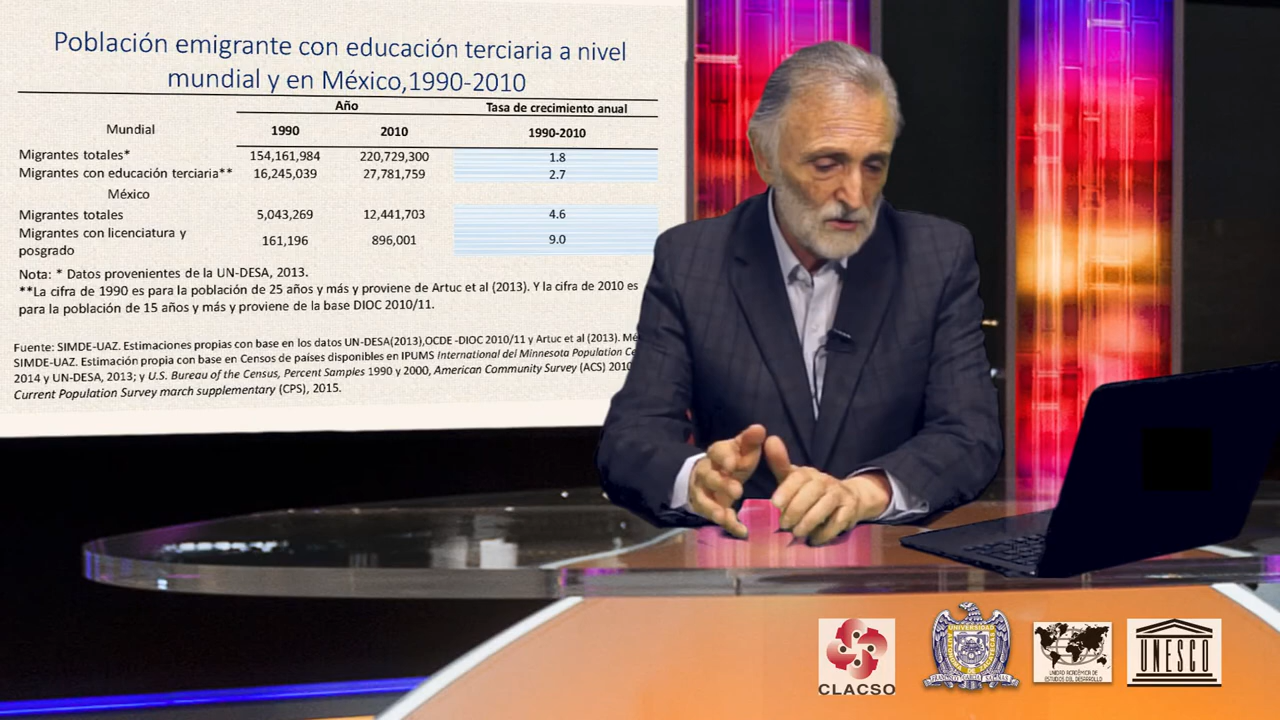 Población emigrante con educación terciaria a nivel
mundial y en México,1990-2010
Año Tasa de crecimiento anual
Mundial 1990 2010 1990-2010
Migrantes totales* 154,161,984 220,729,300 1.8
Migrantes con educación terciaria** 16,245,039 27,781,759 2.7
México
Migrantes totales 5,043,269 12,441,703 4.6
Migrantes con licenciatura y
posgrado 161,196 896,001 9.0
Nota: * Datos provenientes de la UN-DESA, 2013.
**La cifra de 1990 es para la población de 25 años y más y proviene de Artuc et al (2013). Y la cifra de 2010 es
para la población de 15 años y más y proviene de la base DIOC 2010/11.
Fuente: SIMDE-UAZ. Estimaciones propias con base en los datos UN-DESA(2013),OCDE -DIOC 2010/11 y Artuc et al (2013).
SIMDE-UAZ. Estimación propia con base en Censos de países disponibles en IPUMS International del Minnesota Population
2014 y UN-DESA, 2013; y U.S. Bureau of the Census, Percent Samples 1990 y 2000, American Community Survey (ACS) 2010
Current Population Survey march supplementary (CPS), 2015.
CLACSO
UNIVERSIDAD
UNIDAD ACADÉMICA DE
ESTUDIOS DEL DESARROLLO
UNESCO